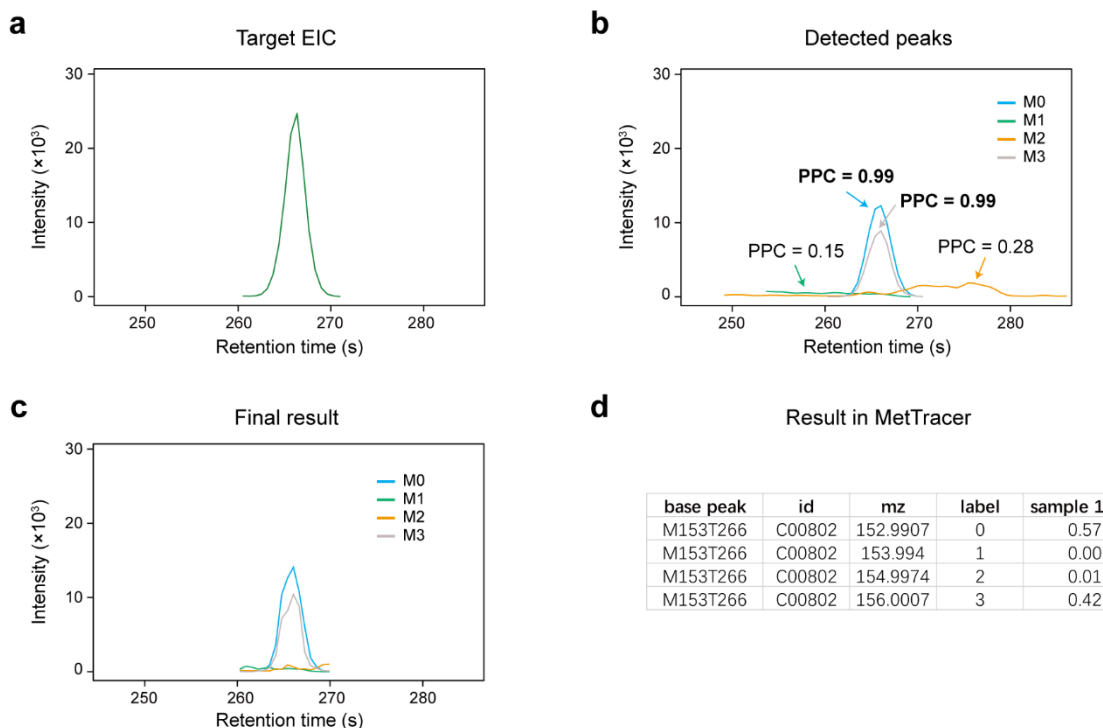 a
Target EIC
30
20
10
0
Intensity (×10³)
250 260 270 280
Retention time (s)
b
Detected peaks
30
20
10
0
Intensity (×10³)
M0
M1
M2
M3
PPC = 0.99
PPC = 0.99
PPC = 0.15
PPC = 0.28
250 260 270 280
Retention time (s)
c
Final result
30
20
10
0
Intensity (×10³)
M0
M1
M2
M3
250 260 270 280
Retention time (s)
d
Result in MetTracer
base peak id mz label sample 1
M153T266 C00802 152.9907 0 0.57
M153T266 C00802 153.994 1 0.00
M153T266 C00802 154.9974 2 0.01
M153T266 C00802 156.0007 3 0.42